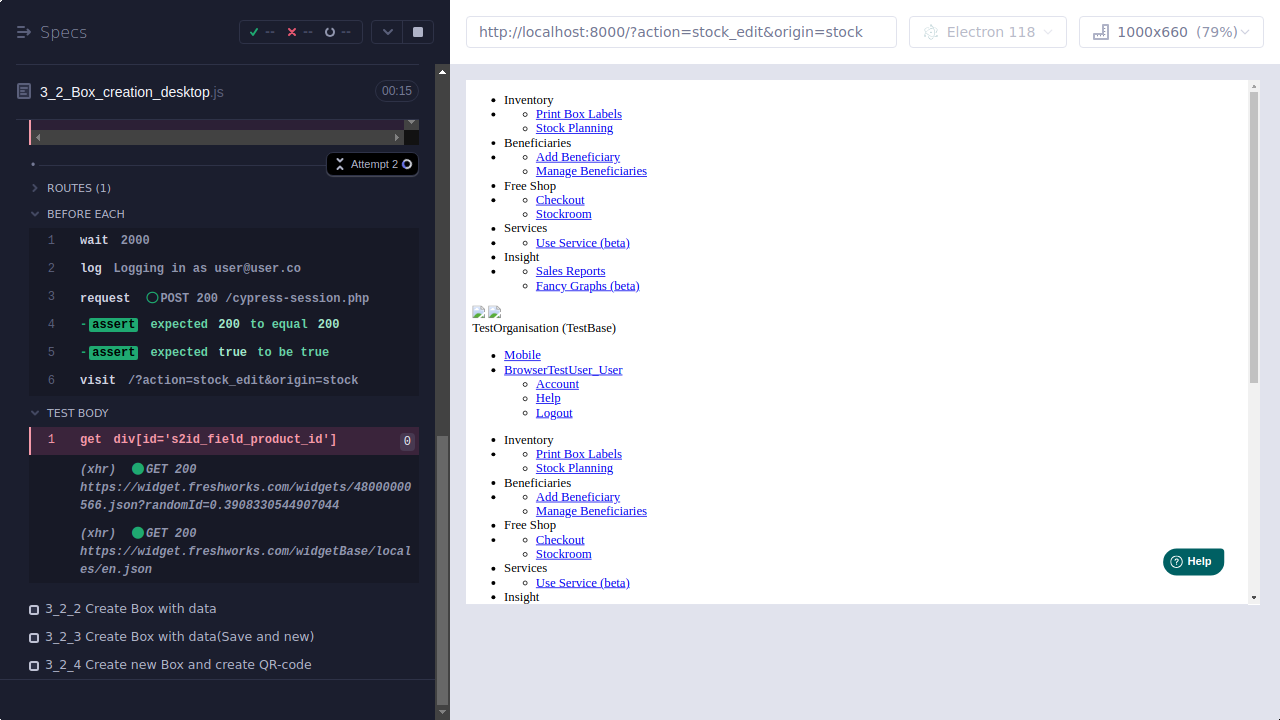 Specs
--
--
--
http://localhost:8000/?action=stock_edit&origin=stock
Electron 118
1000x660 (79%)
3_2_Box_creation_desktop.js
00:15
Attempt 2
ROUTES (1)
BEFORE EACH
1 wait 2000
2 log Logging in as user@user.co
3 request POST 200 /cypress-session.php
4 -assert expected 200 to equal 200
5 -assert expected true to be true
6 visit /?action=stock_edit&origin=stock
TEST BODY
1 get div[id='s2id_field_product_id'] 0
(xhr) GET 200
https://widget.freshworks.com/widgets/48000000
566.json?randomId=0.3908330544907044
(xhr) GET 200
https://widget.freshworks.com/widgetBase/local
es/en.json
3_2_2 Create Box with data
3_2_3 Create Box with data(Save and new)
3_2_4 Create new Box and create QR-code
Inventory
Print Box Labels
Stock Planning
Beneficiaries
Add Beneficiary
Manage Beneficiaries
Free Shop
Checkout
Stockroom
Services
Use Service (beta)
Insight
Sales Reports
Fancy Graphs (beta)
TestOrganisation (TestBase)
Mobile
BrowserTestUser_User
Account
Help
Logout
Inventory
Print Box Labels
Stock Planning
Beneficiaries
Add Beneficiary
Manage Beneficiaries
Free Shop
Checkout
Stockroom
Services
Use Service (beta)
Insight
Help